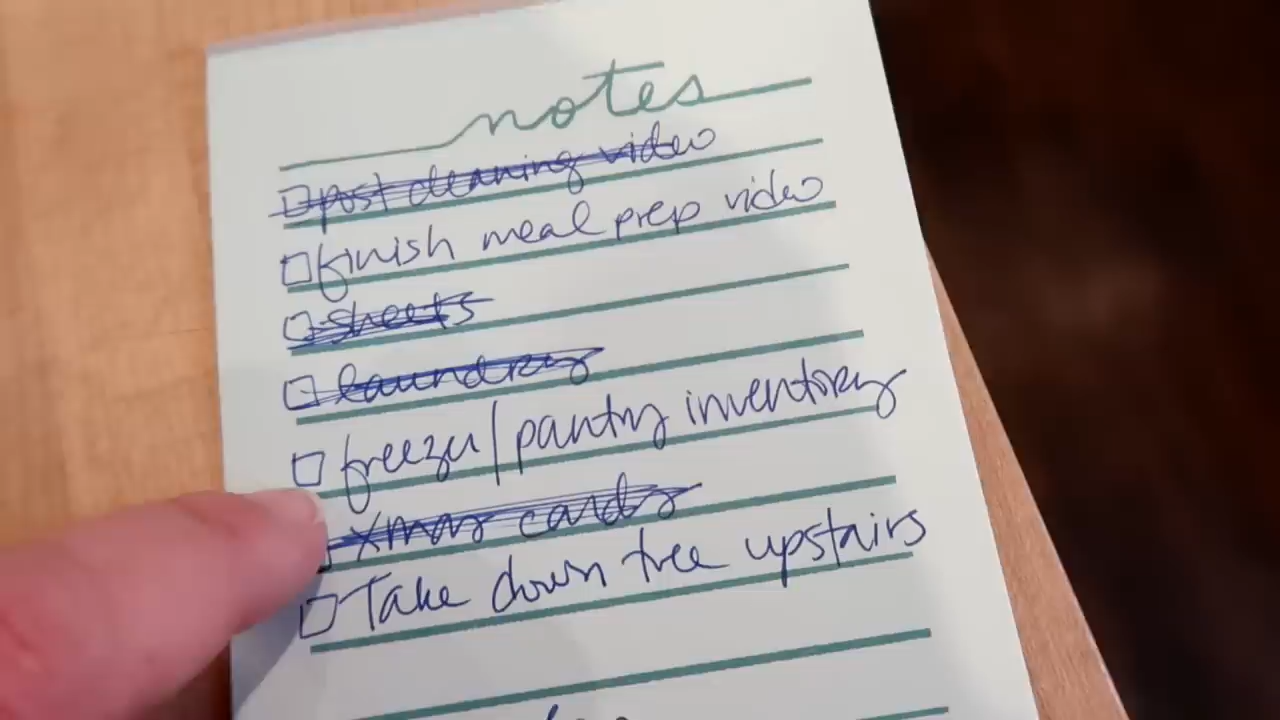 notes
post cleaning video
finish meal prep video
sheets
laundry
freezer/pantry inventory
xmas cards
Take down tree upstairs